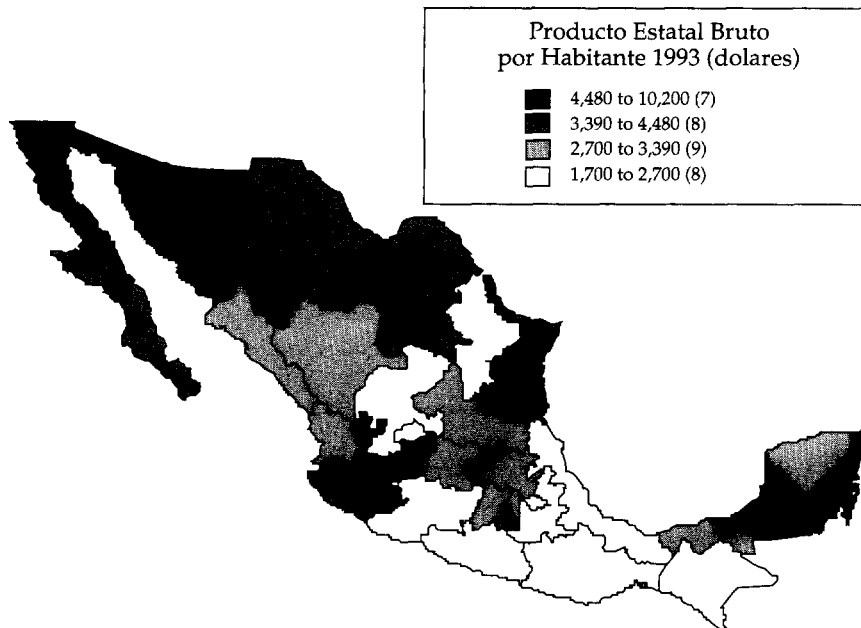 Producto Estatal Bruto
por Habitante 1993 (dolares)
4,480 to 10,200 (7)
3,390 to 4,480 (8)
2,700 to 3,390 (9)
1,700 to 2,700 (8)